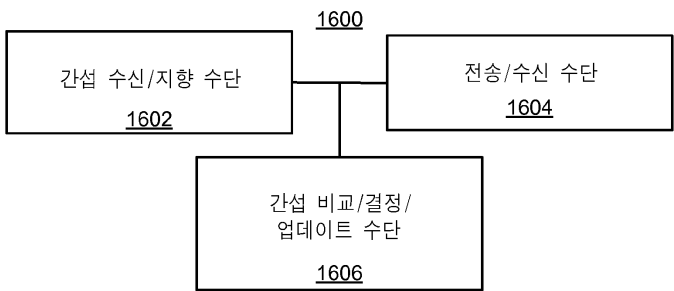 1600
간섭 수신/지향 수단
1602
전송/수신 수단
1604
간섭 비교/결정/
업데이트 수단
1606